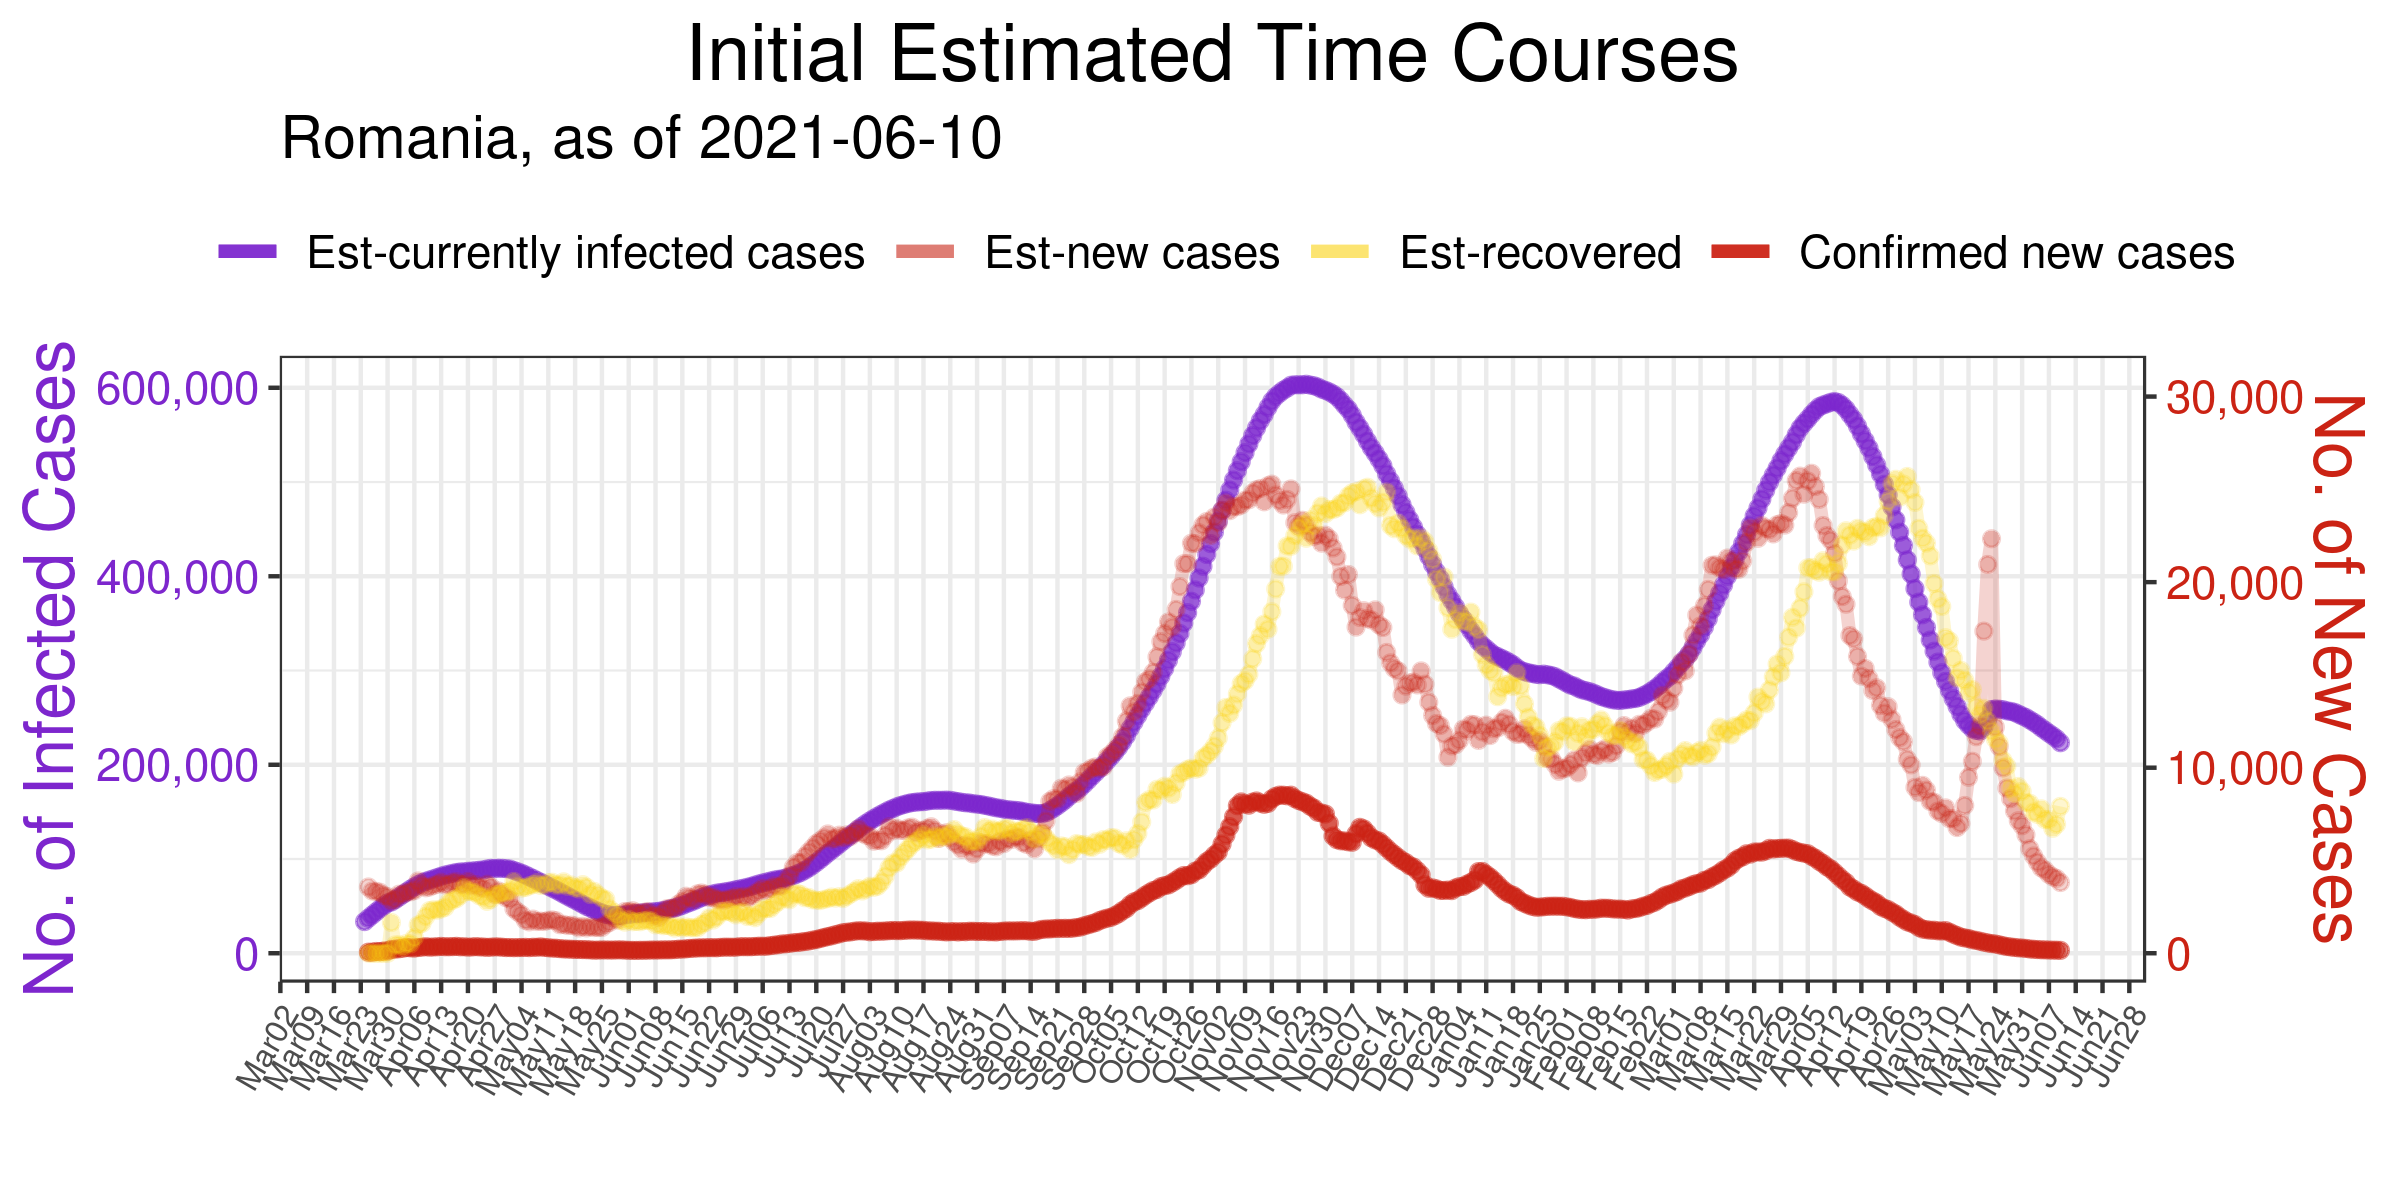 Initial Estimated Time Courses
Romania, as of 2021-06-10
Est-currently infected cases Est-new cases Est-recovered Confirmed new cases
No. of Infected Cases
600,000
400,000
200,000
0
30,000
20,000
10,000
0
No. of New Cases
Mar02 Mar09 Mar16 Mar23 Mar30 Apr06 Apr13 Apr20 Apr27 May04 May11 May18 May25 Jun01 Jun08 Jun15 Jun22 Jun29 Jul06 Jul13 Jul20 Jul27 Aug03 Aug10 Aug17 Aug24 Aug31 Sep07 Sep14 Sep21 Sep28 Oct05 Oct12 Oct19 Oct26 Nov02 Nov09 Nov16 Nov23 Nov30 Dec07 Dec14 Dec21 Dec28 Jan04 Jan11 Jan18 Jan25 Feb01 Feb08 Feb15 Feb22 Mar01 Mar08 Mar15 Mar22 Mar29 Apr05 Apr12 Apr19 Apr26 May03 May10 May17 May24 May31 Jun07 Jun14 Jun21 Jun28